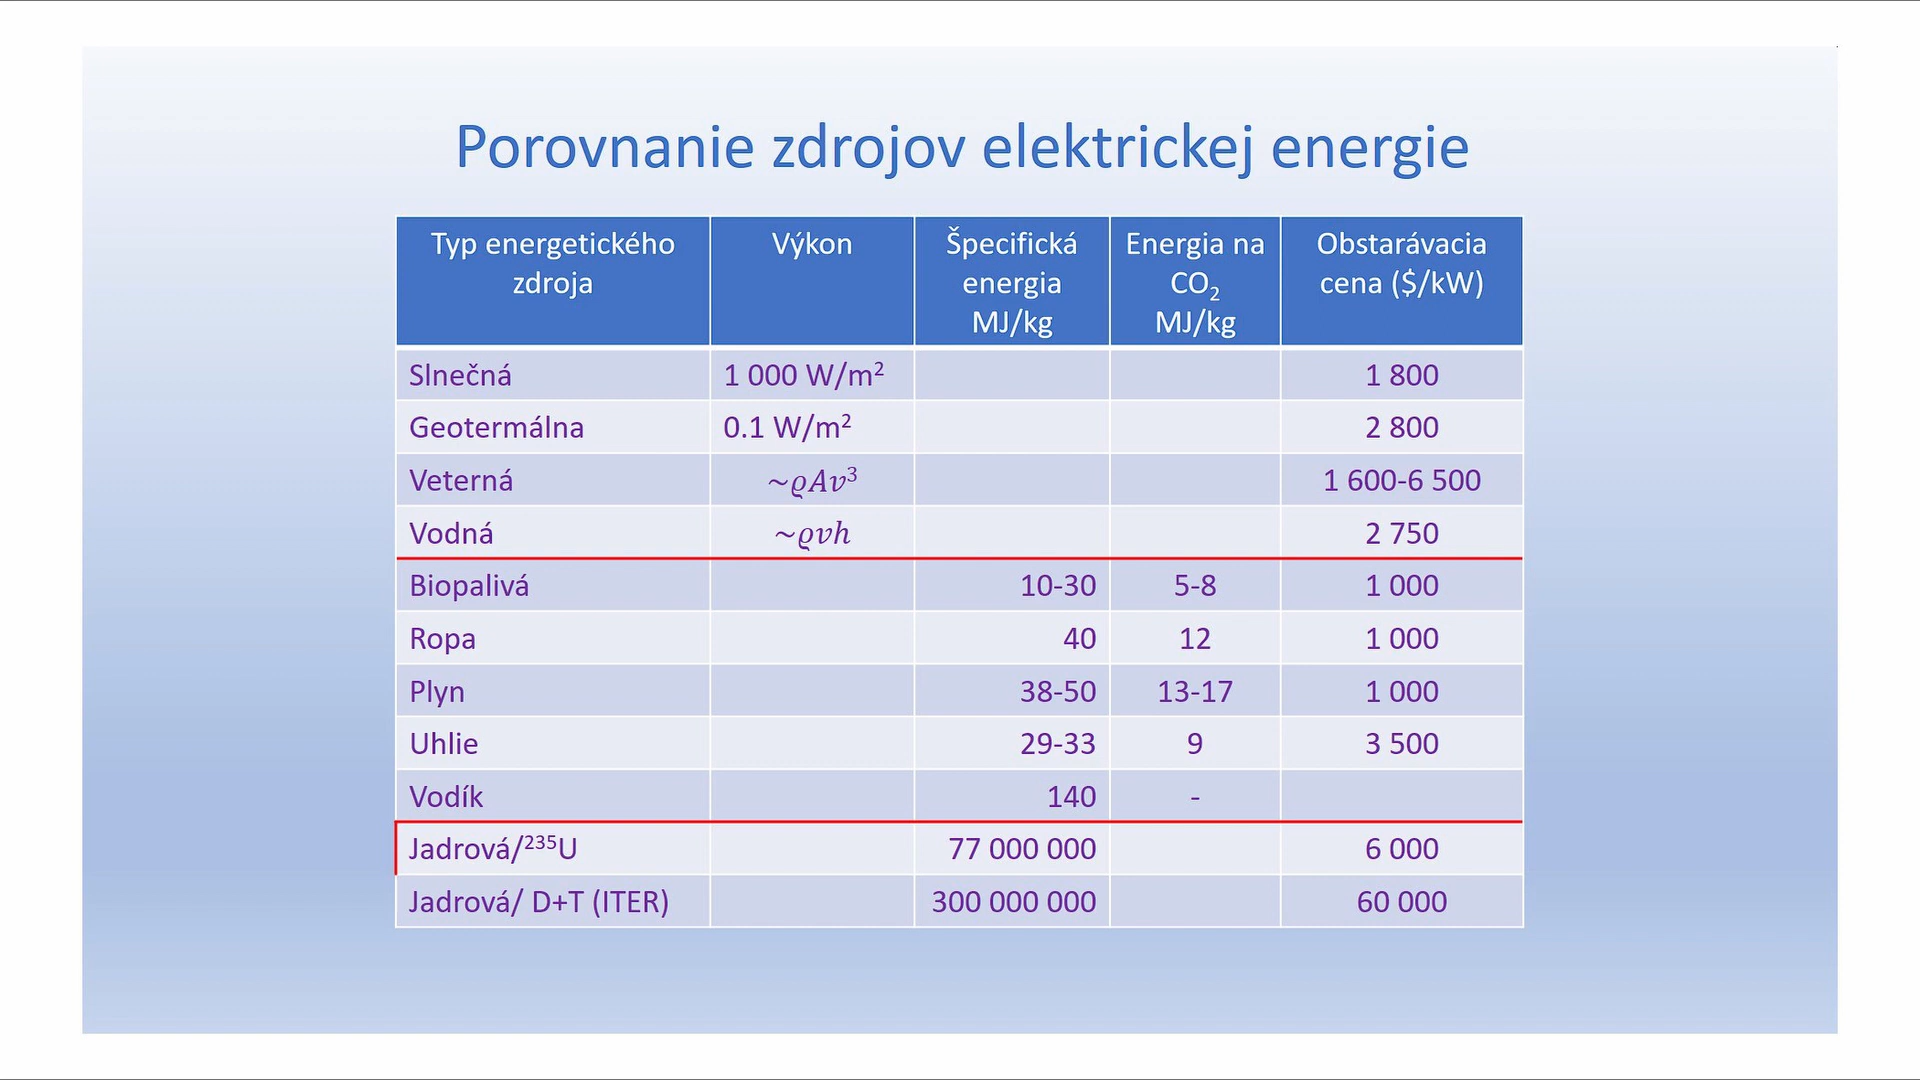 Porovnanie zdrojov elektrickej energie
Typ energetického zdroja | Výkon | Špecifická energia MJ/kg | Energia na CO₂ MJ/kg | Obstarávacia cena ($/kW)
Slnečná 1 000 W/m² 1 800
Geotermálna 0.1 W/m² 2 800
Veterná ~ϱAv³ 1 600-6 500
Vodná ~ϱvh 2 750
Biopalivá 10-30 5-8 1 000
Ropa 40 12 1 000
Plyn 38-50 13-17 1 000
Uhlie 29-33 9 3 500
Vodík 140 -
Jadrová/²³⁵U 77 000 000 6 000
Jadrová/ D+T (ITER) 300 000 000 60 000